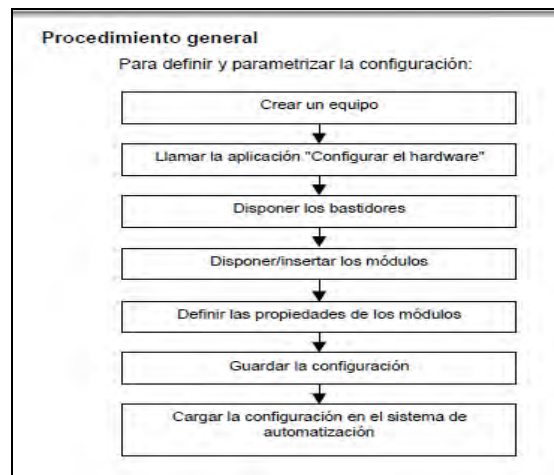 Procedimiento general
Para definir y parametrizar la configuración:
Crear un equipo
Llamar la aplicación "Configurar el hardware"
Disponer los bastidores
Disponer/insertar los módulos
Definir las propiedades de los módulos
Guardar la configuración
Cargar la configuración en el sistema de
automatización